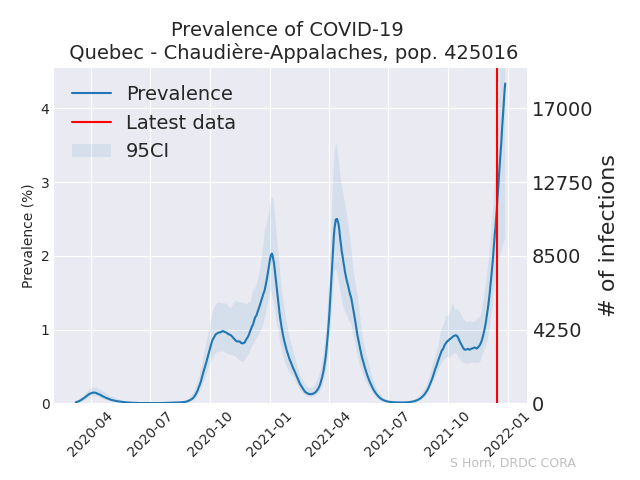 Prevalence of COVID-19
Quebec - Chaudière-Appalaches, pop. 425016
Prevalence
Latest data
95CI
Prevalence (%)
4
3
2
1
0
17000
12750
8500
4250
0
# of infections
2020-04
2020-07
2020-10
2021-01
2021-04
2021-07
2021-10
2022-01
S Horn, DRDC CORA